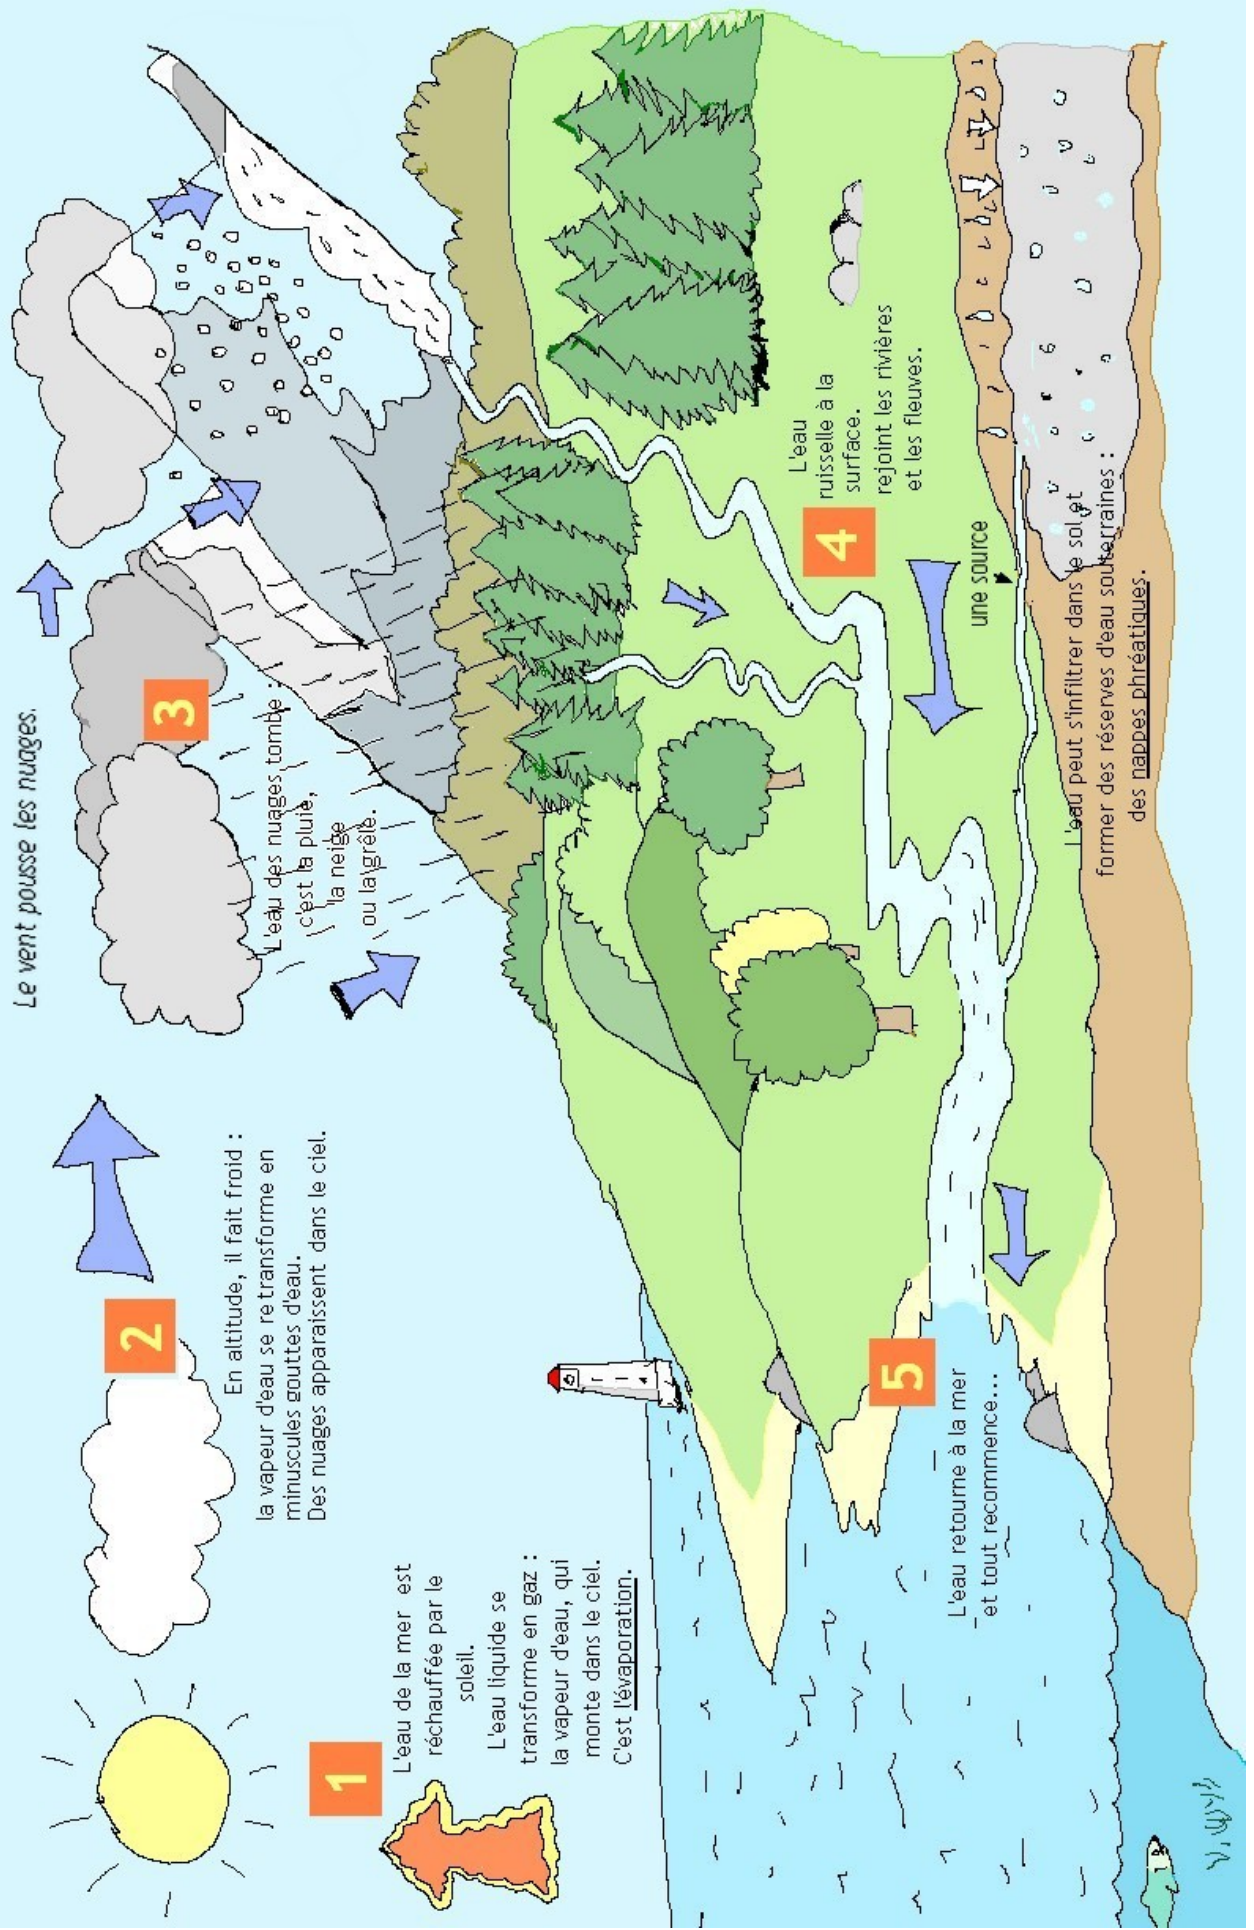 Le vent pousse les nuages.
1
L'eau de la mer est
réchauffée par le
soleil.
L'eau liquide se
transforme en gaz :
la vapeur d'eau, qui
monte dans le ciel.
C'est l'évaporation.
2
En altitude, il fait froid :
la vapeur d'eau se retransforme en
minuscules gouttes d'eau.
Des nuages apparaissent dans le ciel.
3
L'eau des nuages tombe :
c'est la pluie,
la neige
ou la grêle.
4
L'eau
ruisselle à la
surface.
rejoint les rivières
et les fleuves.
une source
L'eau peut s'infiltrer dans le sol et
former des réserves d'eau souterraines :
des nappes phréatiques.
5
L'eau retourne à la mer
et tout recommence...